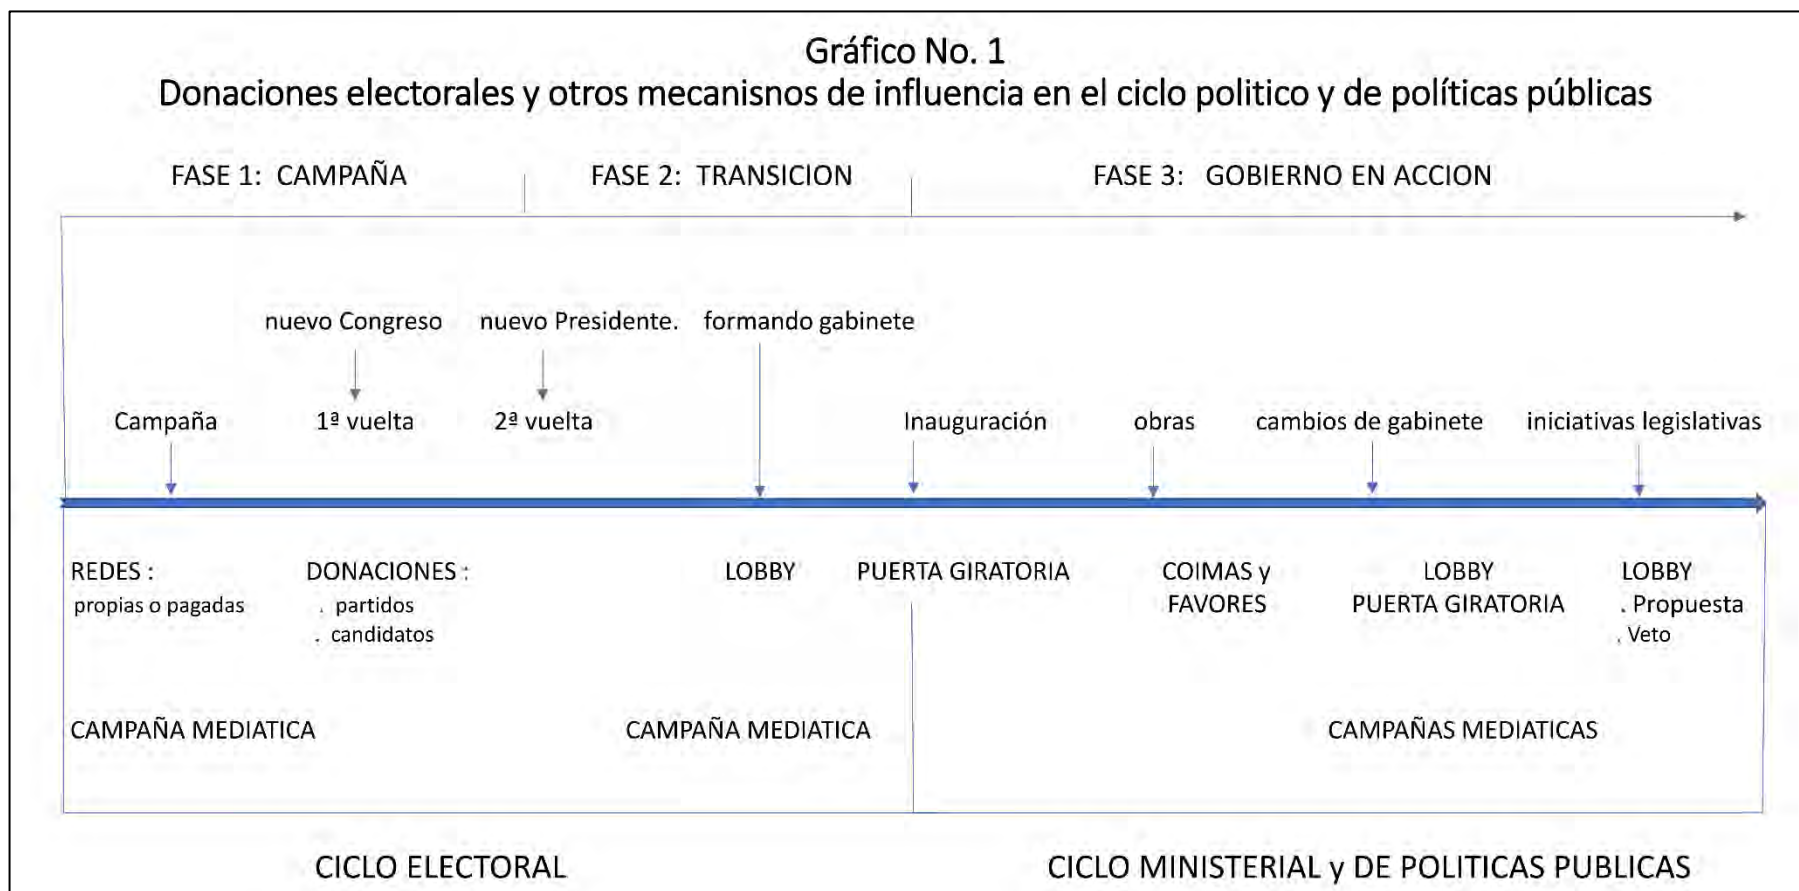 Gráfico No. 1
Donaciones electorales y otros mecanisnos de influencia en el ciclo politico y de políticas públicas
FASE 1: CAMPAÑA
FASE 2: TRANSICION
FASE 3: GOBIERNO EN ACCION
nuevo Congreso
nuevo Presidente.
formando gabinete
Campaña
1ª vuelta
2ª vuelta
Inauguración
obras
cambios de gabinete
iniciativas legislativas
REDES :
propias o pagadas
DONACIONES :
. partidos
. candidatos
LOBBY
PUERTA GIRATORIA
COIMAS y
FAVORES
LOBBY
PUERTA GIRATORIA
LOBBY
. Propuesta
. Veto
CAMPAÑA MEDIATICA
CAMPAÑA MEDIATICA
CAMPAÑAS MEDIATICAS
CICLO ELECTORAL
CICLO MINISTERIAL y DE POLITICAS PUBLICAS